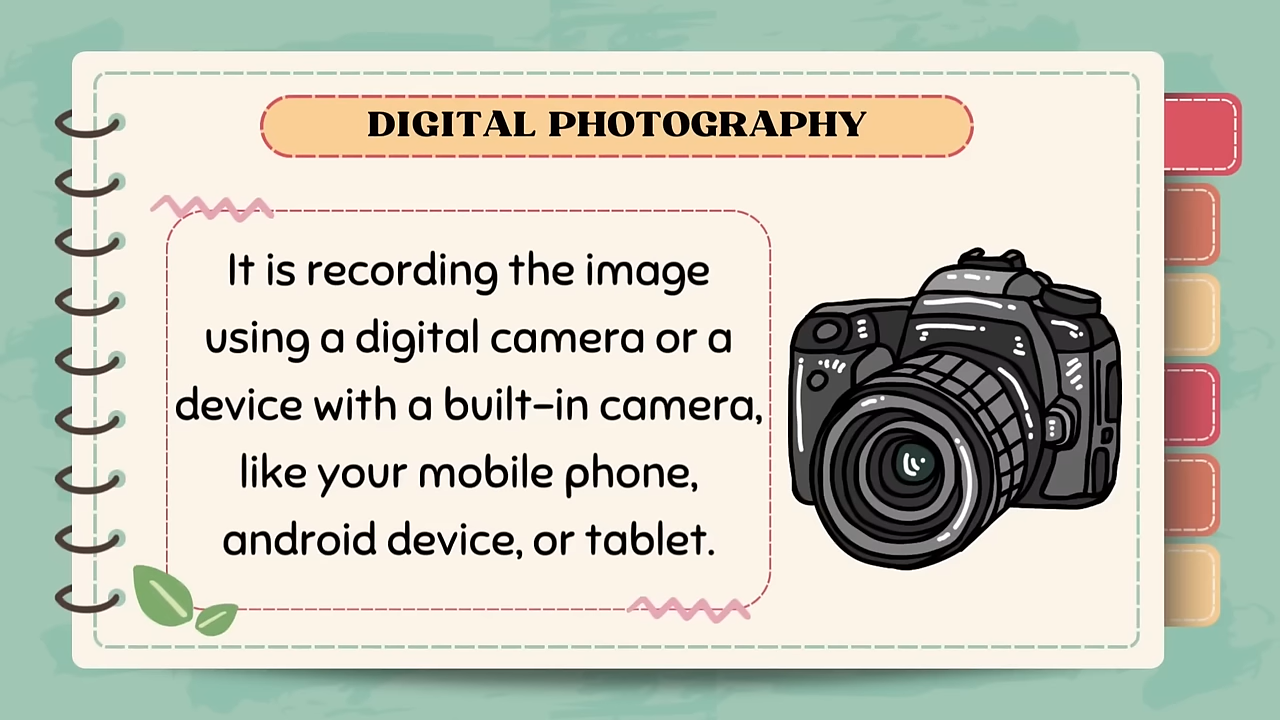 DIGITAL PHOTOGRAPHY
It is recording the image
using a digital camera or a
device with a built-in camera,
like your mobile phone,
android device, or tablet.